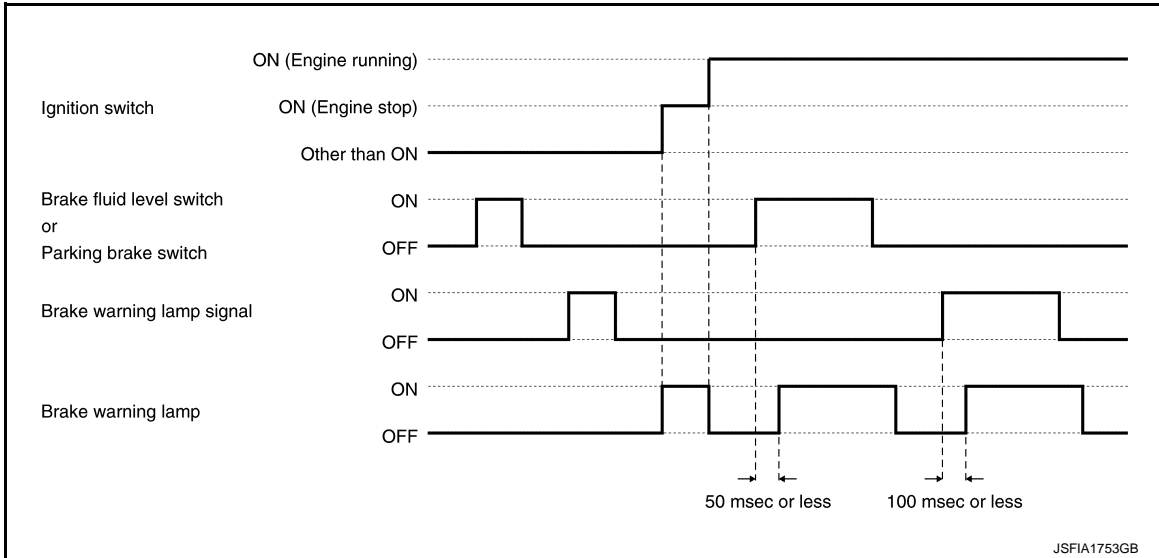 ON (Engine running)
Ignition switch
ON (Engine stop)
Other than ON
Brake fluid level switch
or
Parking brake switch
ON
OFF
Brake warning lamp signal
ON
OFF
Brake warning lamp
ON
OFF
50 msec or less
100 msec or less
JSFIA1753GB